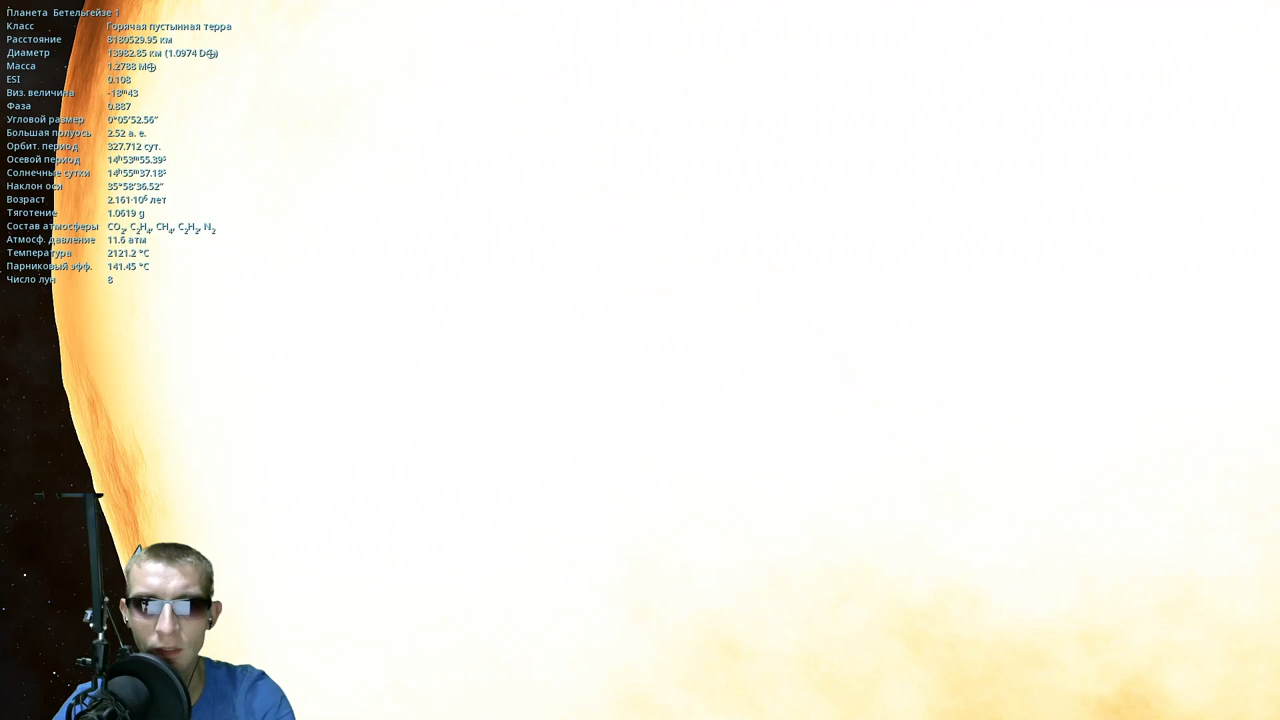 Планета Бетельгейзе 1
Класс Горячая пустынная терра
Расстояние 8180529.95 км
Диаметр 13982.85 км (1.0974 D⊕)
Масса 1.2788 M⊕
ESI 0.108
Виз. величина -18ᵐ43
Фаза 0.887
Угловой размер 0°05'52.56"
Большая полуось 2.52 а. е.
Орбит. период 327.712 сут.
Осевой период 14ʰ53ᵐ55.39ˢ
Солнечные сутки 14ʰ55ᵐ37.18ˢ
Наклон оси 35°58'36.52"
Возраст 2.161·10⁶ лет
Тяготение 1.0619 g
Состав атмосферы CO₂, C₂H₄, CH₄, C₂H₂, N₂
Атмосф. давление 11.6 атм
Температура 2121.2 °C
Парниковый эфф. 141.45 °C
Число лун 8